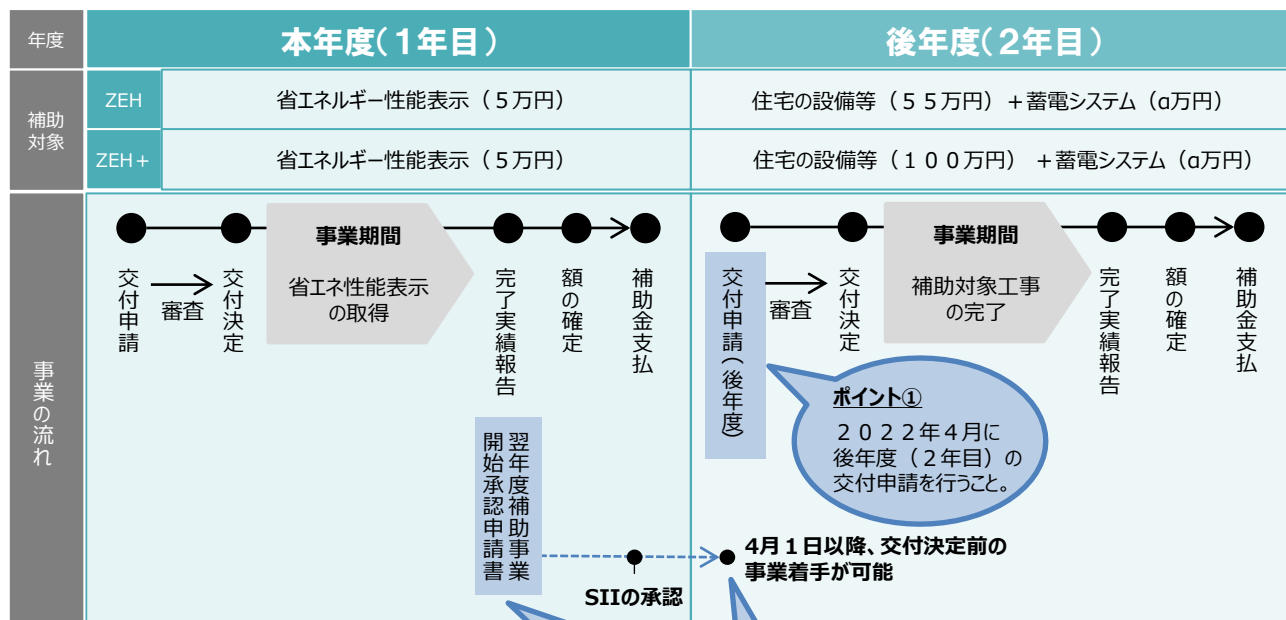 年度
本年度（１年目）
後年度（２年目）
補助
対象
ZEH
省エネルギー性能表示（５万円）
住宅の設備等（５５万円）＋蓄電システム（α万円）
ZEH＋
省エネルギー性能表示（５万円）
住宅の設備等（１００万円）＋蓄電システム（α万円）
事業の流れ
交付申請
審査
交付決定
事業期間
省エネ性能表示
の取得
完了実績報告
額の確定
補助金支払
翌年度補助事業
開始承認申請書
SIIの承認
交付申請（後年度）
審査
交付決定
事業期間
補助対象工事
の完了
完了実績報告
額の確定
補助金支払
ポイント①
２０２２年４月に
後年度（２年目）の
交付申請を行うこと。
4月１日以降、交付決定前の
事業着手が可能